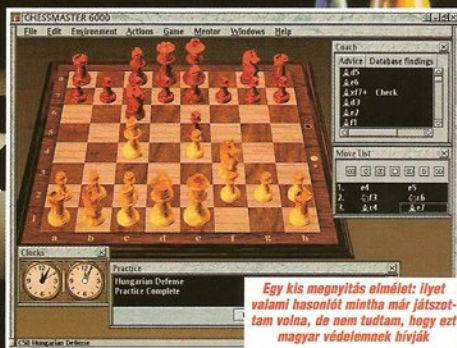 CHESSMASTER 6000
File Edit Environment Actions Game Mentor Windows Help
Coach
Advice Database findings
d5
e6
xf7+ Check
d3
e2
f1
Move List
1. e4 e5
2. f3 c6
3. c4 e7
Clocks
Practice
Hungarian Defense
Practice Complete
a b c d e f g h
C50 Hungarian Defense
Egy kis megnyitás elmélet: ilyet
valami hasonlót mintha már játszot-
tam volna, de nem tudtam, hogy ezt
magyar védelemnek hívják